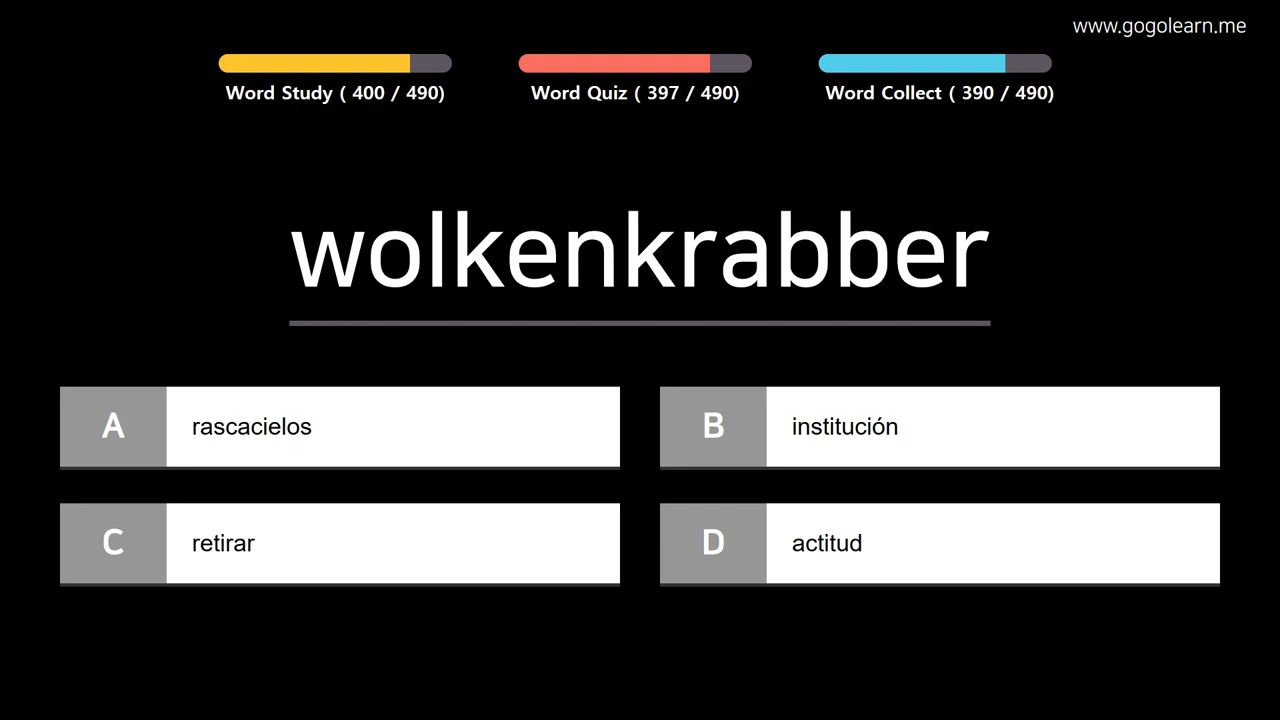 www.gogolearn.me
Word Study ( 400 / 490)
Word Quiz ( 397 / 490)
Word Collect ( 390 / 490)
wolkenkrabber
A rascacielos
B institución
C retirar
D actitud